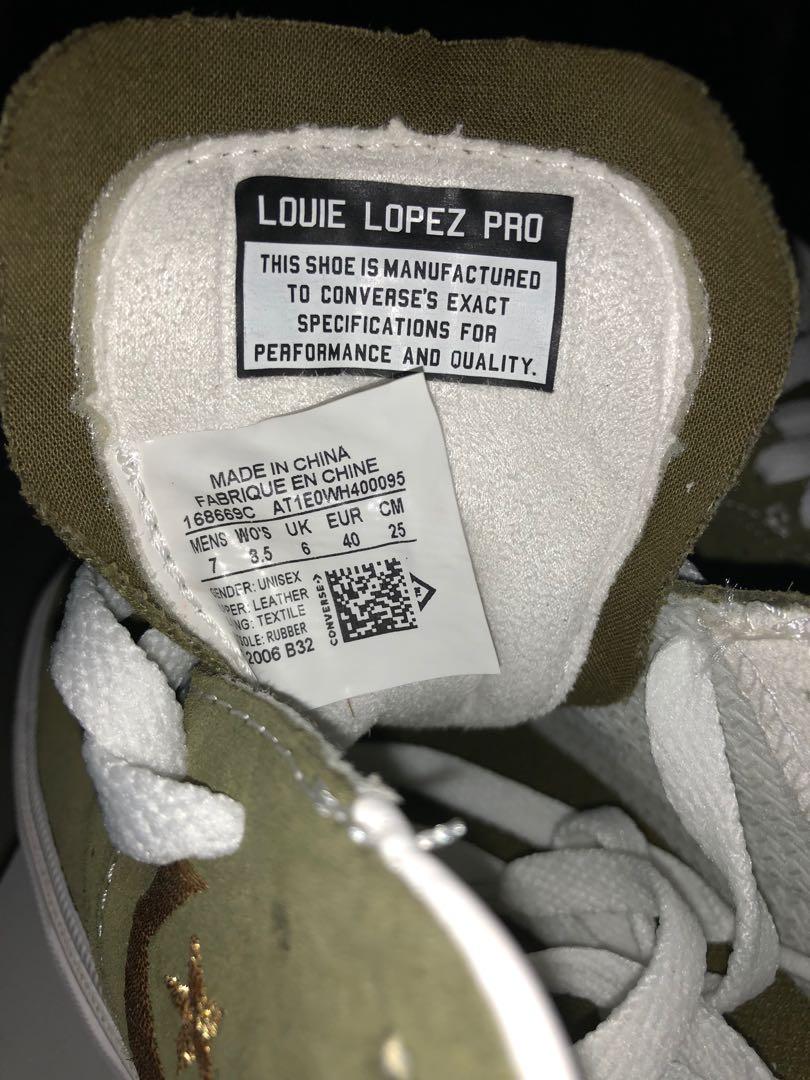 LOUIE LOPEZ PRO
THIS SHOE IS MANUFACTURED
TO CONVERSE'S EXACT
SPECIFICATIONS FOR
PERFORMANCE AND QUALITY.
MADE IN CHINA
FABRIQUE EN CHINE
168669C AT1E0WH400095
MENS WO'S UK EUR CM
7 8.5 6 40 25
GENDER: UNISEX
LEATHER
TEXTILE
RUBBER
2006 B32
CONVERSE